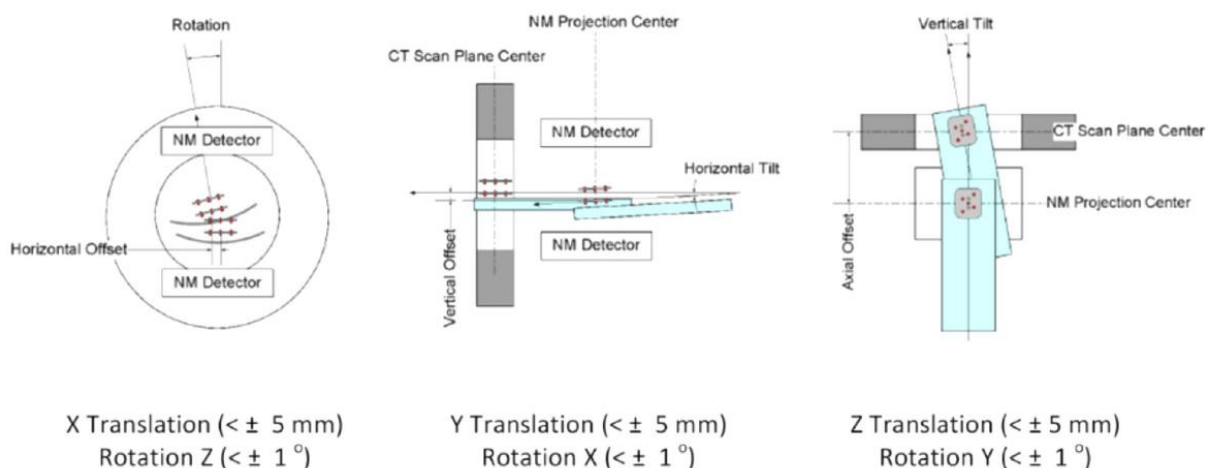 Rotation
NM Detector
Horizontal Offset
NM Detector
NM Projection Center
CT Scan Plane Center
NM Detector
Horizontal Tilt
NM Detector
Vertical Offset
Vertical Tilt
CT Scan Plane Center
NM Projection Center
Axial Offset
X Translation (< ± 5 mm)
Rotation Z (< ± 1 °)
Y Translation (< ± 5 mm)
Rotation X (< ± 1 °)
Z Translation (< ± 5 mm)
Rotation Y (< ± 1 °)